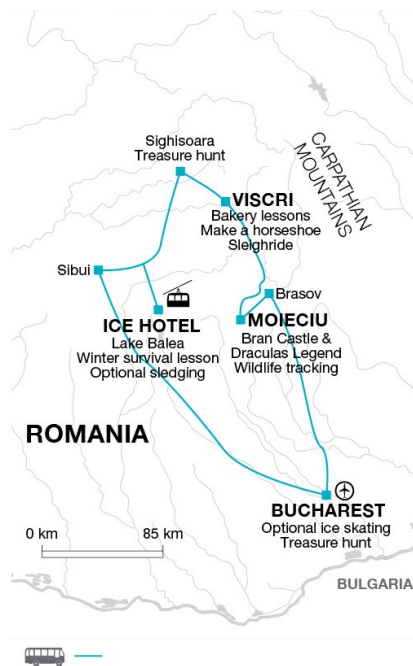 Sighisoara
Treasure hunt
CARPATHIAN
MOUNTAINS
VISCRI
Bakery lessons
Make a horseshoe
Sleighride
Sibui
Brasov
ICE HOTEL
Lake Balea
Winter survival lesson
Optional sledging
MOIECIU
Bran Castle &
Draculas Legend
Wildlife tracking
ROMANIA
BUCHAREST
Optional ice skating
Treasure hunt
0 km
85 km
BULGARIA